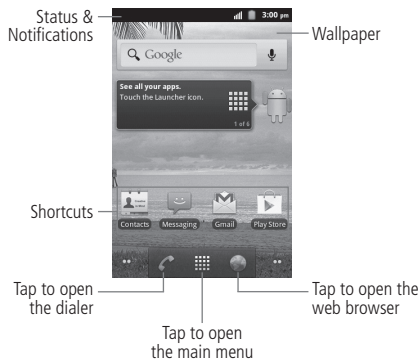 Status &
Notifications
3:00 PM
Wallpaper
Google
See all your apps.
Touch the Launcher icon.
1 of 6
Shortcuts
Contacts
Messaging
Gmail
Play Store
Tap to open
the dialer
Tap to open the
web browser
Tap to open
the main menu